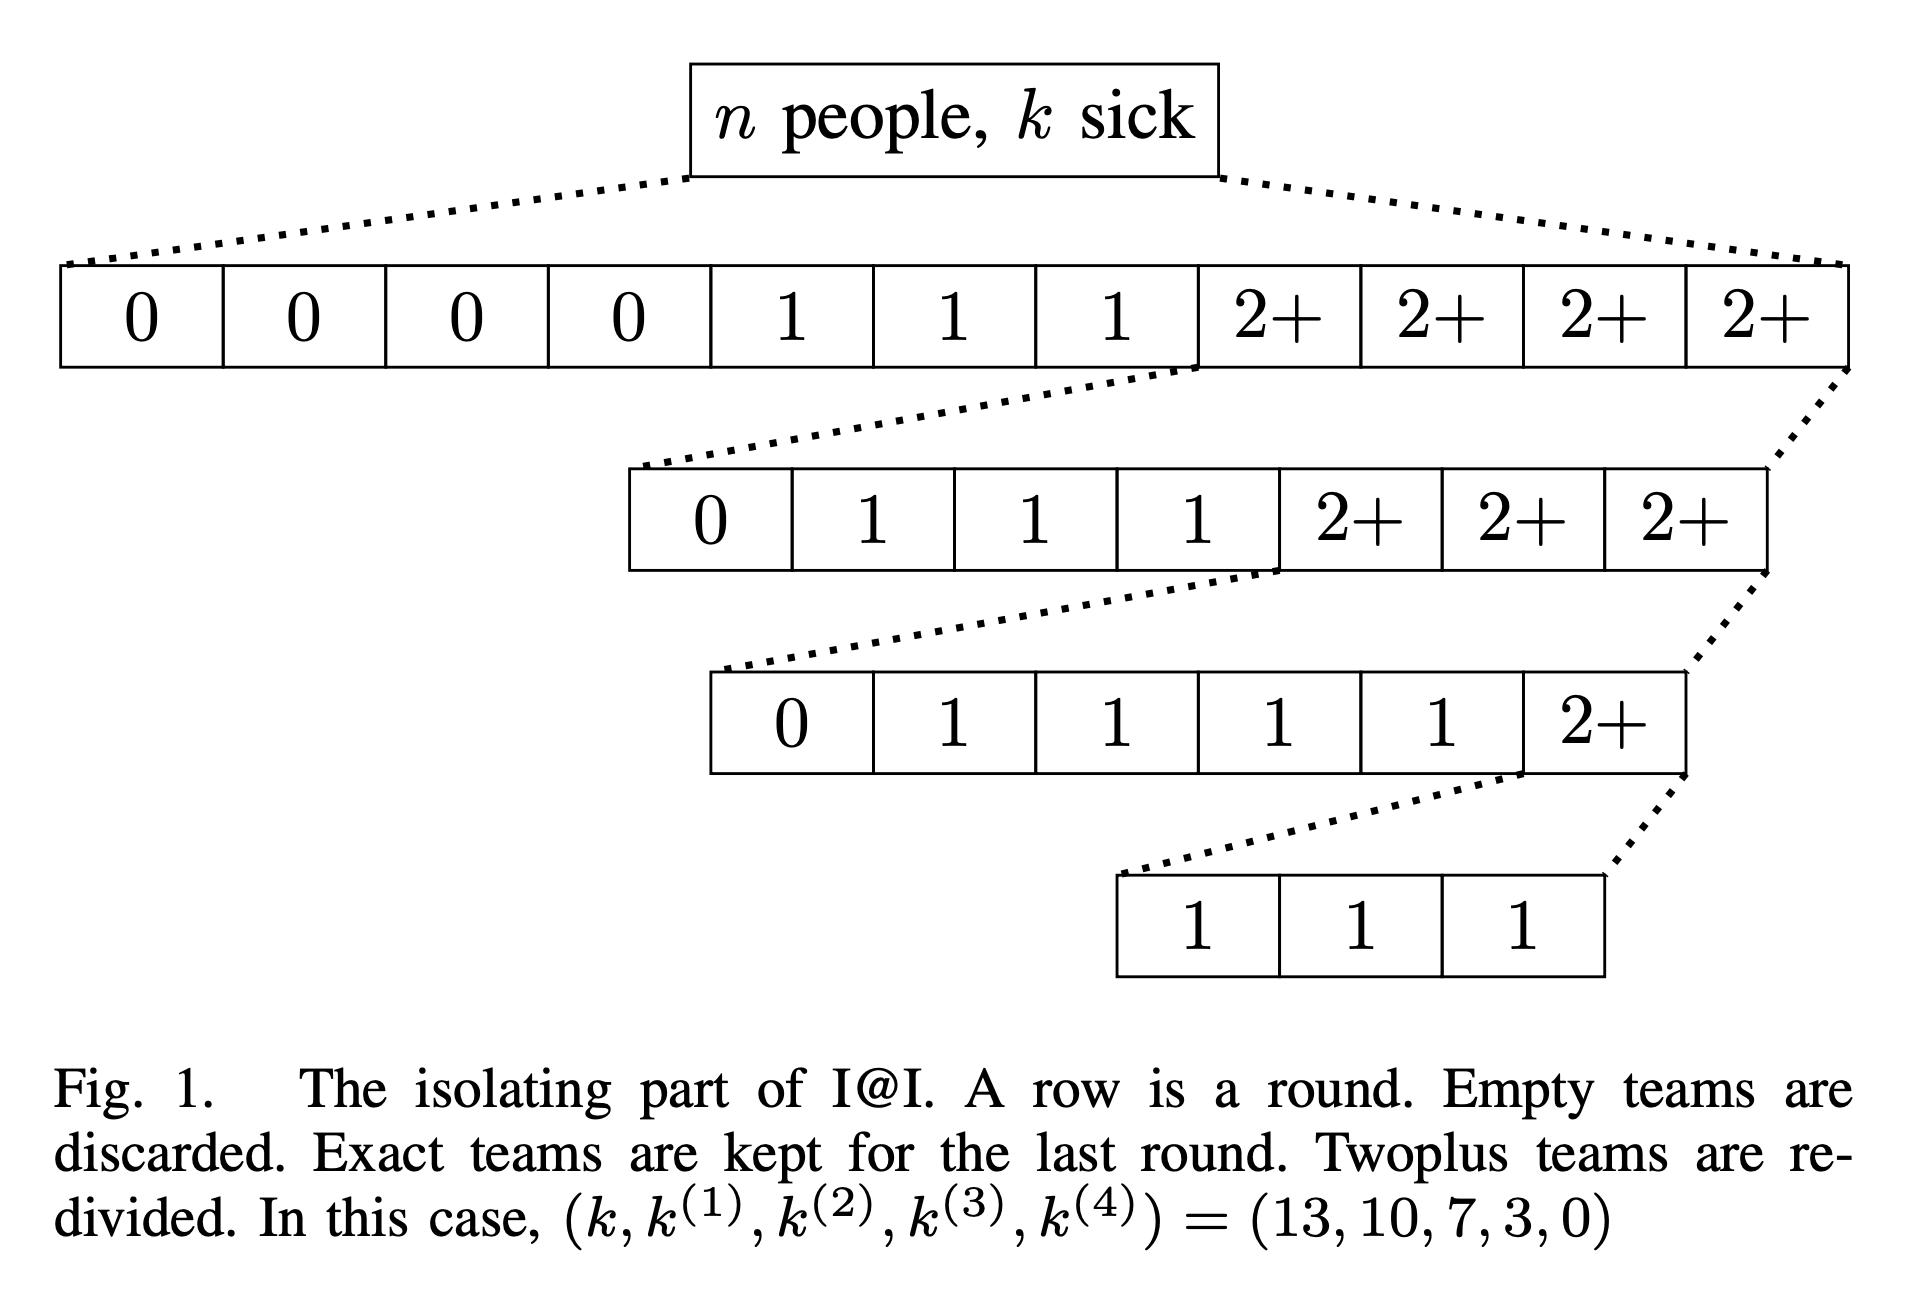 n people, k sick
0 0 0 0 1 1 1 2+ 2+ 2+ 2+
0 1 1 1 2+ 2+ 2+
0 1 1 1 1 2+
1 1 1
Fig. 1. The isolating part of I@I. A row is a round. Empty teams are
discarded. Exact teams are kept for the last round. Twoplus teams are re-
divided. In this case, (k, k^{(1)}, k^{(2)}, k^{(3)}, k^{(4)}) = (13, 10, 7, 3, 0)